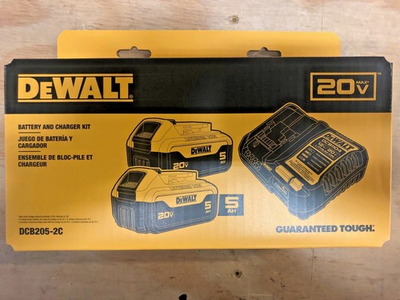 DEWALT
20V MAX*
BATTERY AND CHARGER KIT
JUEGO DE BATERÍA Y
CARGADOR
ENSEMBLE DE BLOC-PILE ET
CHARGEUR
20V
5
20V
5
5
AH
DEWALT
DCB205-2C
GUARANTEED TOUGH.